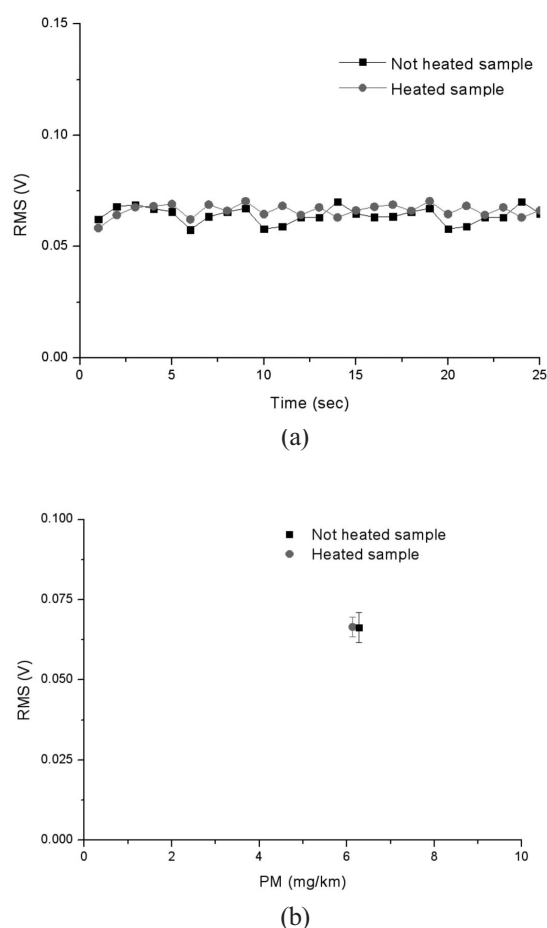 0.15
0.10
0.05
0.00
RMS (V)
Not heated sample
Heated sample
0 5 10 15 20 25
Time (sec)
(a)
0.100
0.075
0.050
0.025
0.000
RMS (V)
Not heated sample
Heated sample
0 2 4 6 8 10
PM (mg/km)
(b)